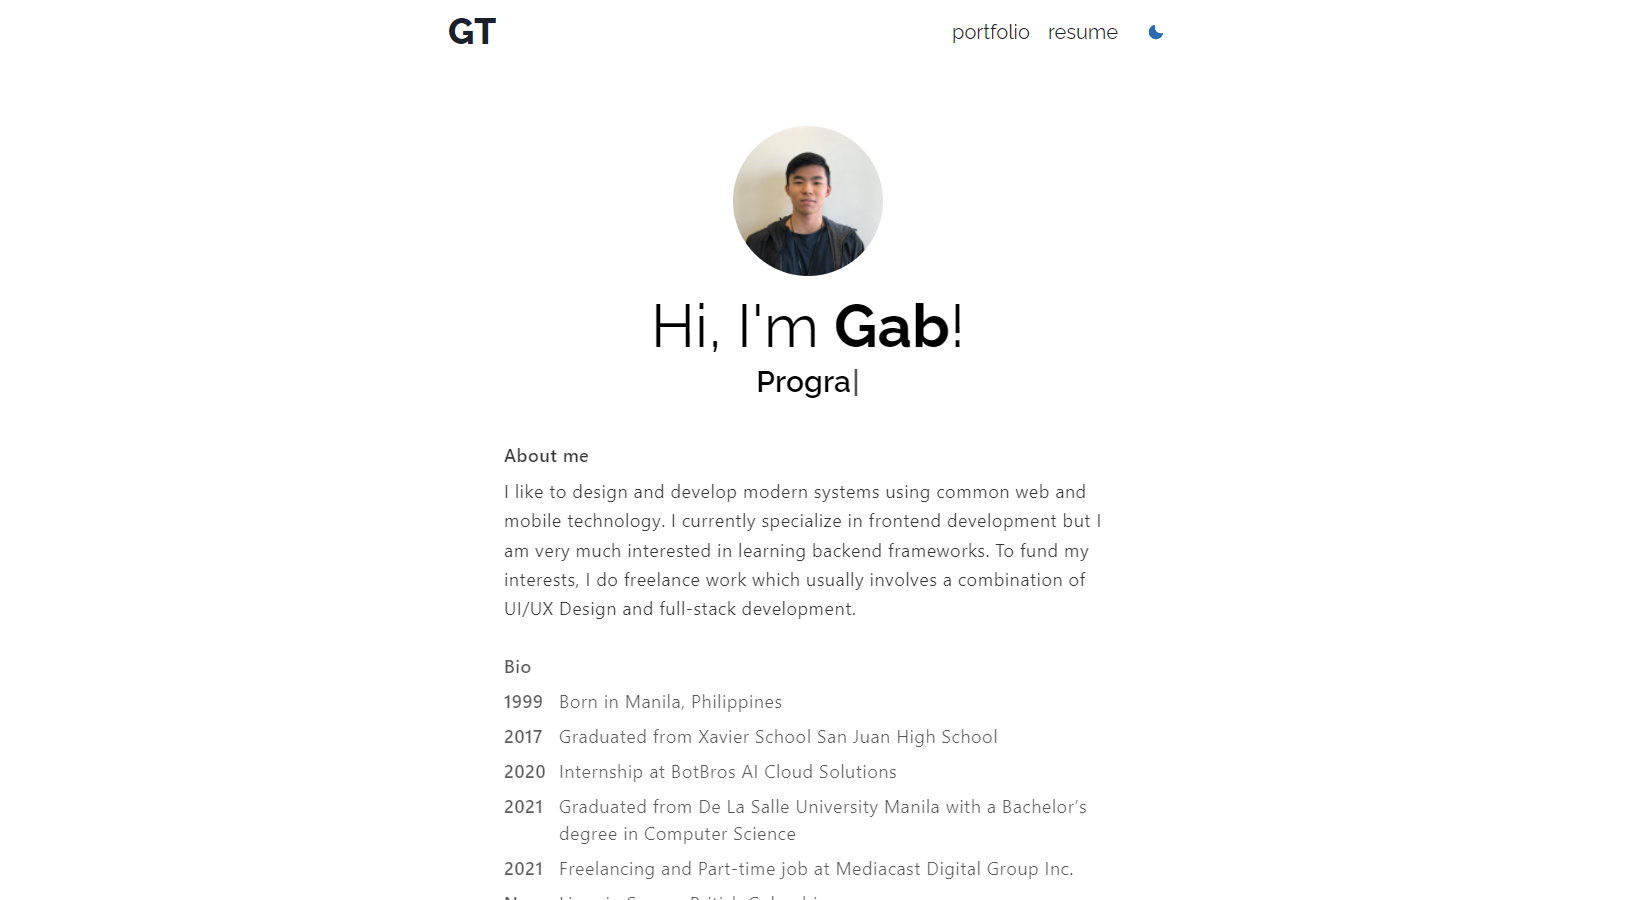 GT
portfolio resume
Hi, I'm Gab!
Progra|
About me
I like to design and develop modern systems using common web and
mobile technology. I currently specialize in frontend development but I
am very much interested in learning backend frameworks. To fund my
interests, I do freelance work which usually involves a combination of
UI/UX Design and full-stack development.
Bio
1999 Born in Manila, Philippines
2017 Graduated from Xavier School San Juan High School
2020 Internship at BotBros AI Cloud Solutions
2021 Graduated from De La Salle University Manila with a Bachelor’s
degree in Computer Science
2021 Freelancing and Part-time job at Mediacast Digital Group Inc.